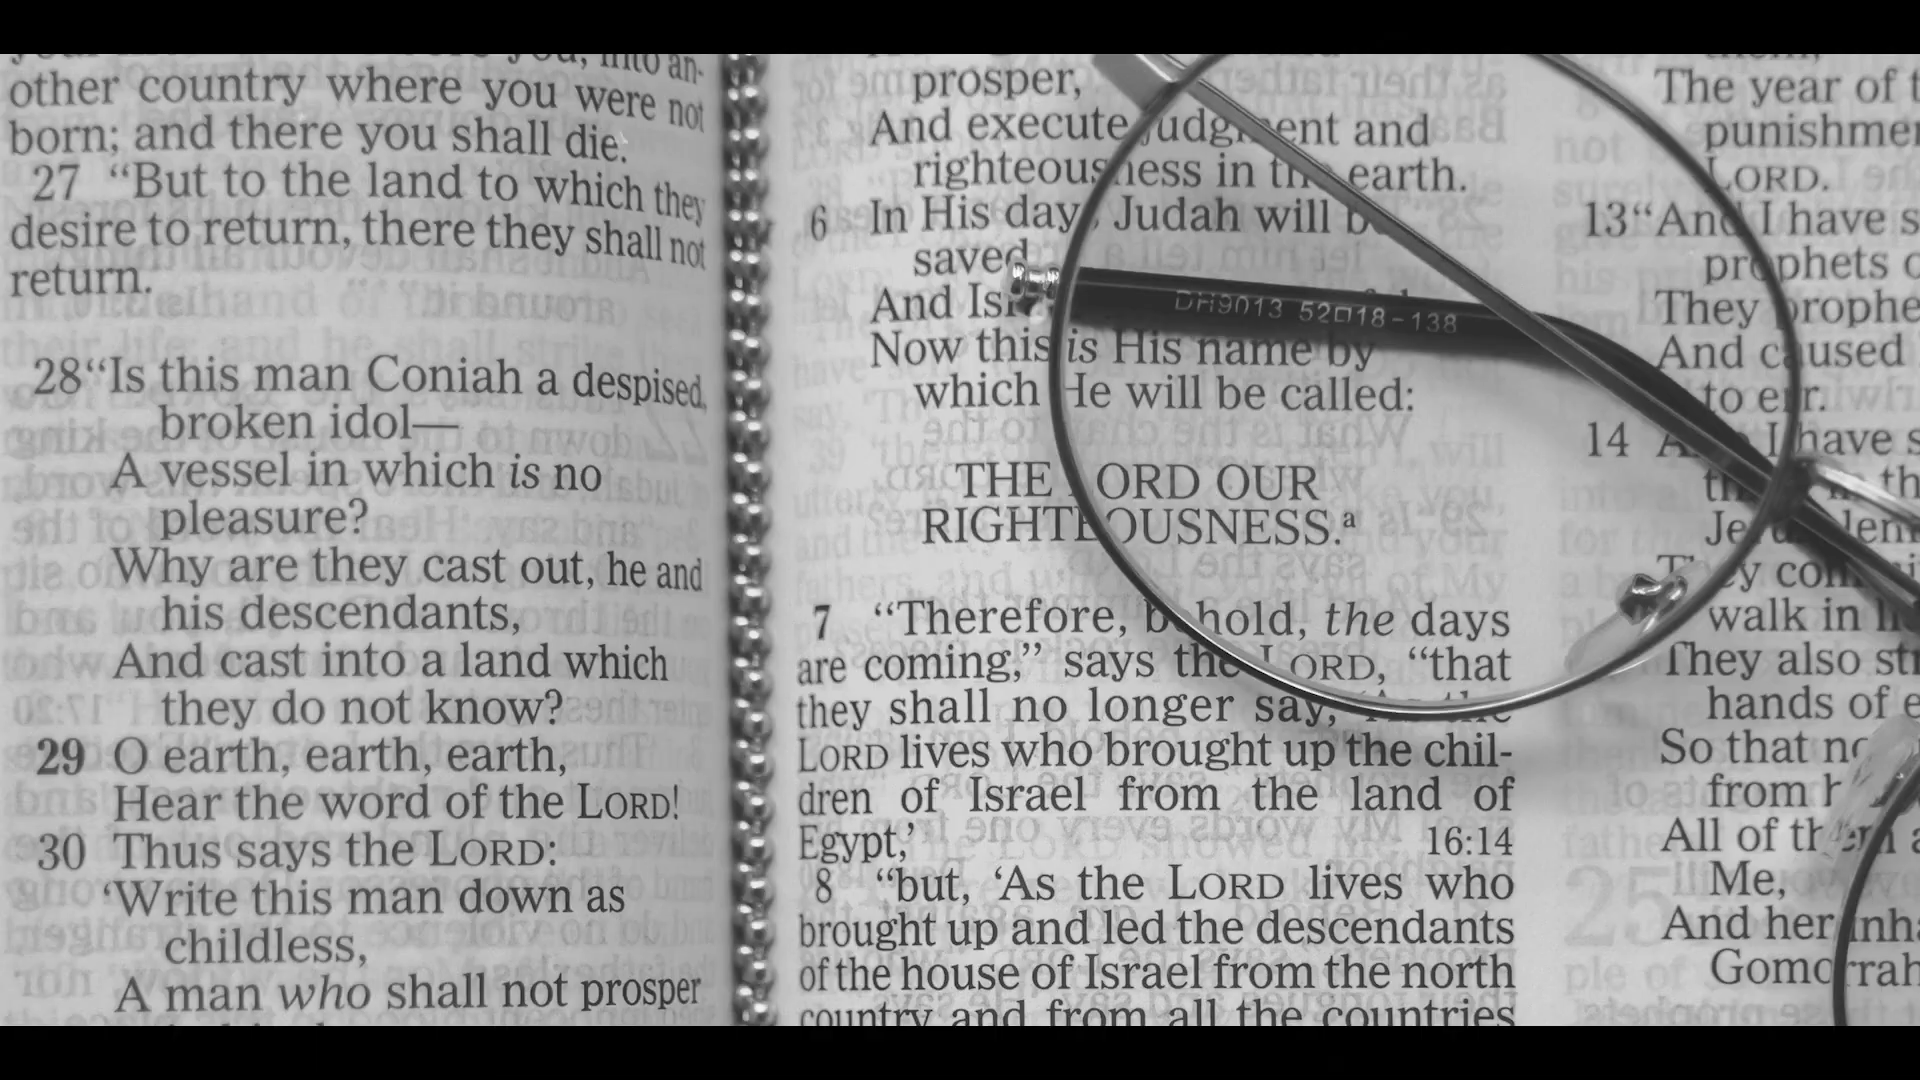 into an-
other country where you were not
born; and there you shall die.
27 “But to the land to which they
desire to return, there they shall not
return.
28 “Is this man Coniah a despised,
broken idol—
A vessel in which is no
pleasure?
Why are they cast out, he and
his descendants,
And cast into a land which
they do not know?
29 O earth, earth, earth,
Hear the word of the LORD!
30 Thus says the LORD:
‘Write this man down as
childless,
A man who shall not prosper
prosper,
And execute judgment and
righteousness in the earth.
6 In His days Judah will be
saved,
And
Now this is His name by
which He will be called:
THE LORD OUR
RIGHTEOUSNESS.ª
7 “Therefore, behold, the days
are coming,” says the LORD, “that
they shall no longer say, ‘As the
LORD lives who brought up the chil-
dren of Israel from the land of
Egypt,’ 16:14
8 “but, ‘As the LORD lives who
brought up and led the descendants
of the house of Israel from the north
country and from all the countries
DH9013 52□18-138
The year of
LORD.
13 “And I have
prophets
They
And caused
to err.
14 I have
They
walk in
They also
hands of
So that
from
All of them
Me,
And her